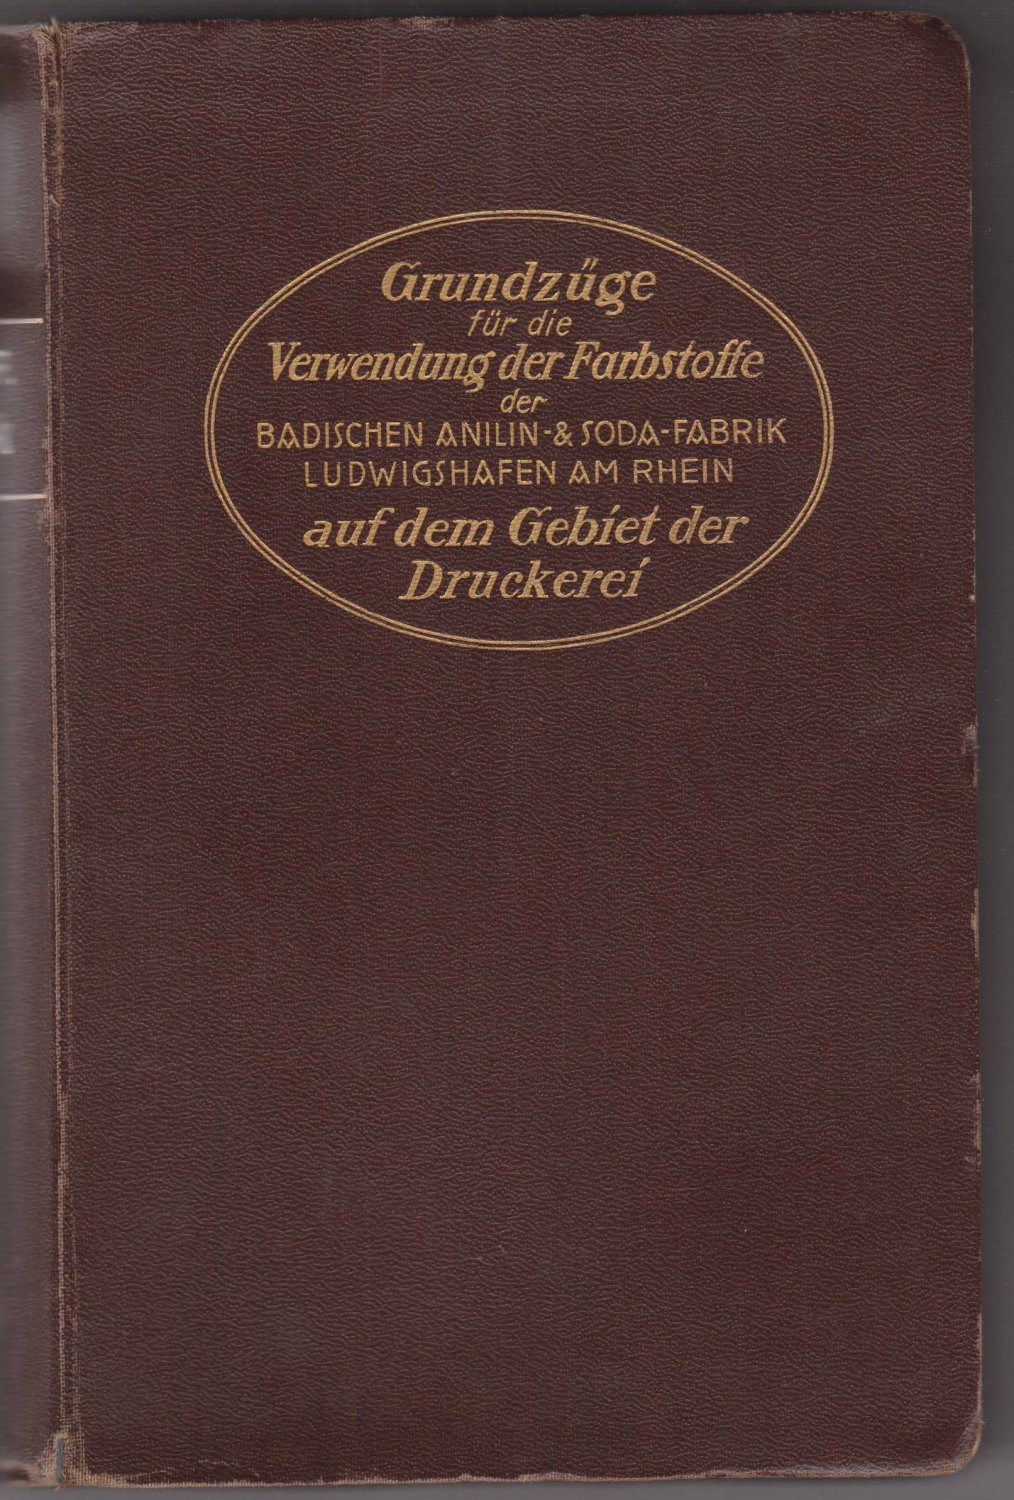 Grundzüge
für die
Verwendung der Farbstoffe
der
BADISCHEN ANILIN-& SODA-FABRIK
LUDWIGSHAFEN AM RHEIN
auf dem Gebiet der
Druckerei